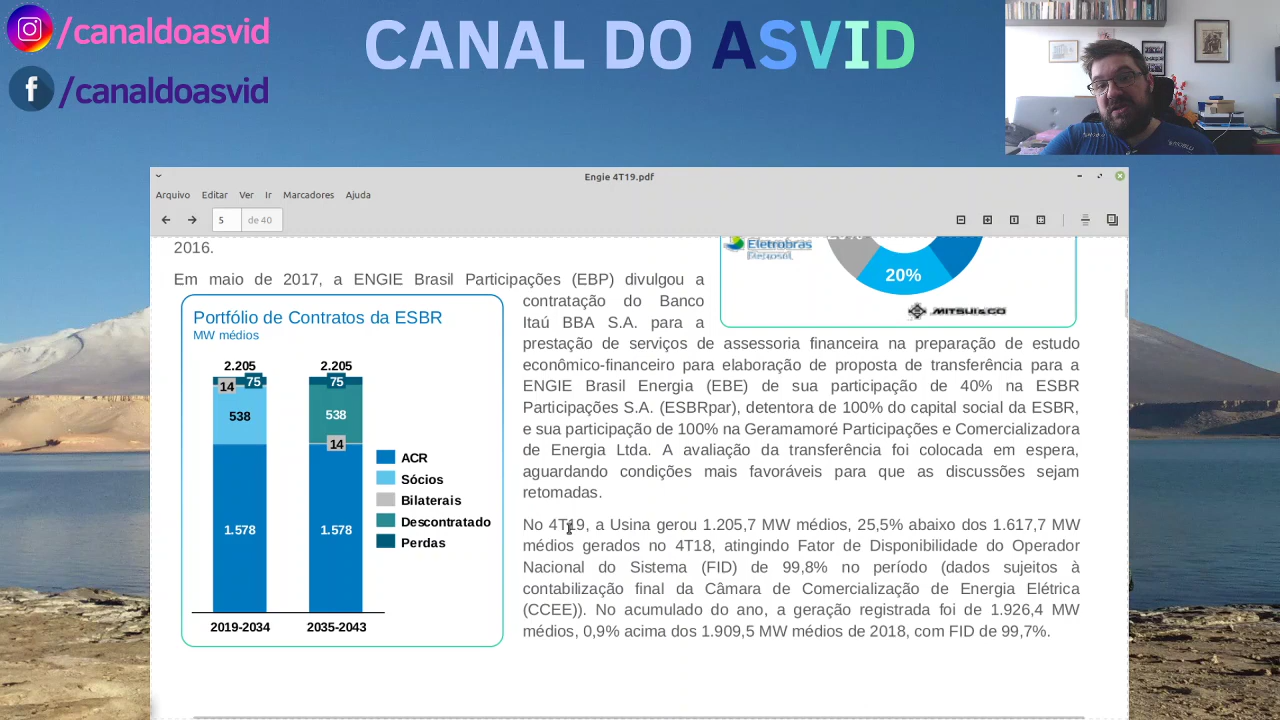 /canaldoasvid
/canaldoasvid
CANAL DO ASVID
Engie 4T19.pdf
Arquivo Editar Ver Ir Marcadores Ajuda
5 de 40
2016.
Em maio de 2017, a ENGIE Brasil Participações (EBP) divulgou a
contratação do Banco
Itaú BBA S.A. para a
prestação de serviços de assessoria financeira na preparação de estudo
econômico-financeiro para elaboração de proposta de transferência para a
ENGIE Brasil Energia (EBE) de sua participação de 40% na ESBR
Participações S.A. (ESBRpar), detentora de 100% do capital social da ESBR,
e sua participação de 100% na Geramamoré Participações e Comercializadora
de Energia Ltda. A avaliação da transferência foi colocada em espera,
aguardando condições mais favoráveis para que as discussões sejam
retomadas.
No 4T19, a Usina gerou 1.205,7 MW médios, 25,5% abaixo dos 1.617,7 MW
médios gerados no 4T18, atingindo Fator de Disponibilidade do Operador
Nacional do Sistema (FID) de 99,8% no período (dados sujeitos à
contabilização final da Câmara de Comercialização de Energia Elétrica
(CCEE)). No acumulado do ano, a geração registrada foi de 1.926,4 MW
médios, 0,9% acima dos 1.909,5 MW médios de 2018, com FID de 99,7%.
Eletrobras
20%
MITSUI&CO
Portfólio de Contratos da ESBR
MW médios
2.205 2.205
14 75 75
538 538
14
1.578 1.578
2019-2034 2035-2043
ACR
Sócios
Bilaterais
Descontratado
Perdas